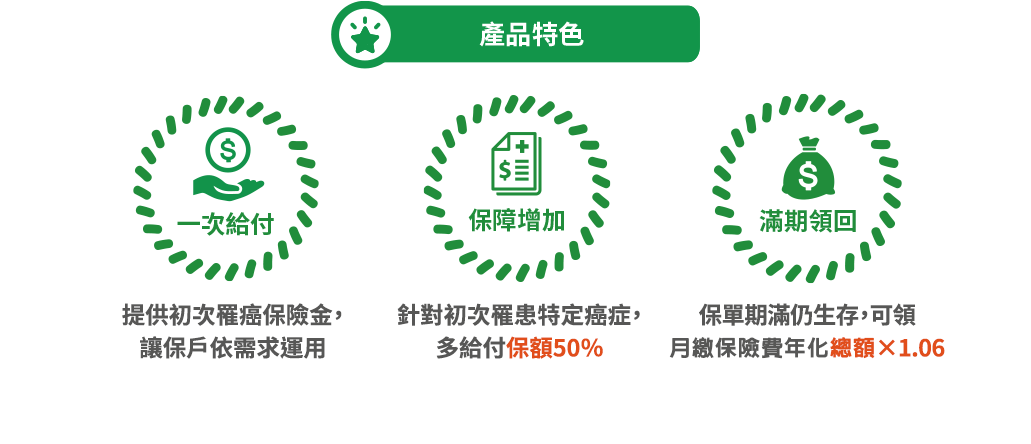 產品特色
一次給付
提供初次罹癌保險金，
讓保戶依需求運用
保障增加
針對初次罹患特定癌症，
多給付保額50%
滿期領回
保單期滿仍生存，可領
月繳保險費年化總額×1.06